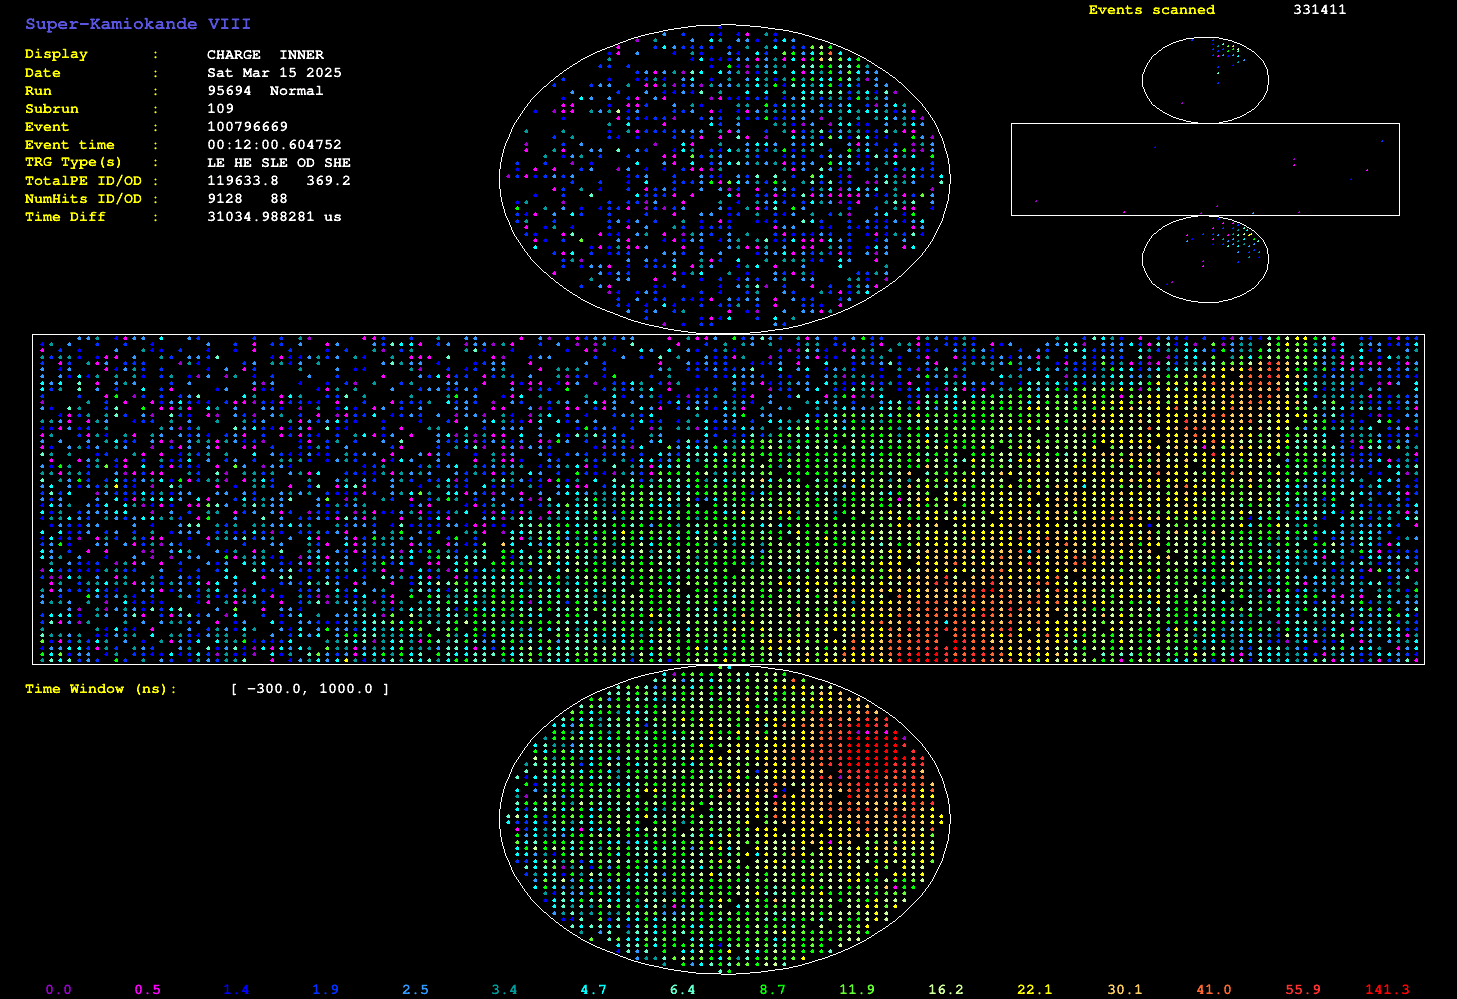 Super-Kamiokande VIII
Events scanned 331411
Display : CHARGE INNER
Date : Sat Mar 15 2025
Run : 95694 Normal
Subrun : 109
Event : 100796669
Event time : 00:12:00.604752
TRG Type(s) : LE HE SLE OD SHE
TotalPE ID/OD : 119633.8 369.2
NumHits ID/OD : 9128 88
Time Diff : 31034.988281 us
Time Window (ns): [ -300.0, 1000.0 ]
0.0 0.5 1.4 1.9 2.5 3.4 4.7 6.4 8.7 11.9 16.2 22.1 30.1 41.0 55.9 141.3